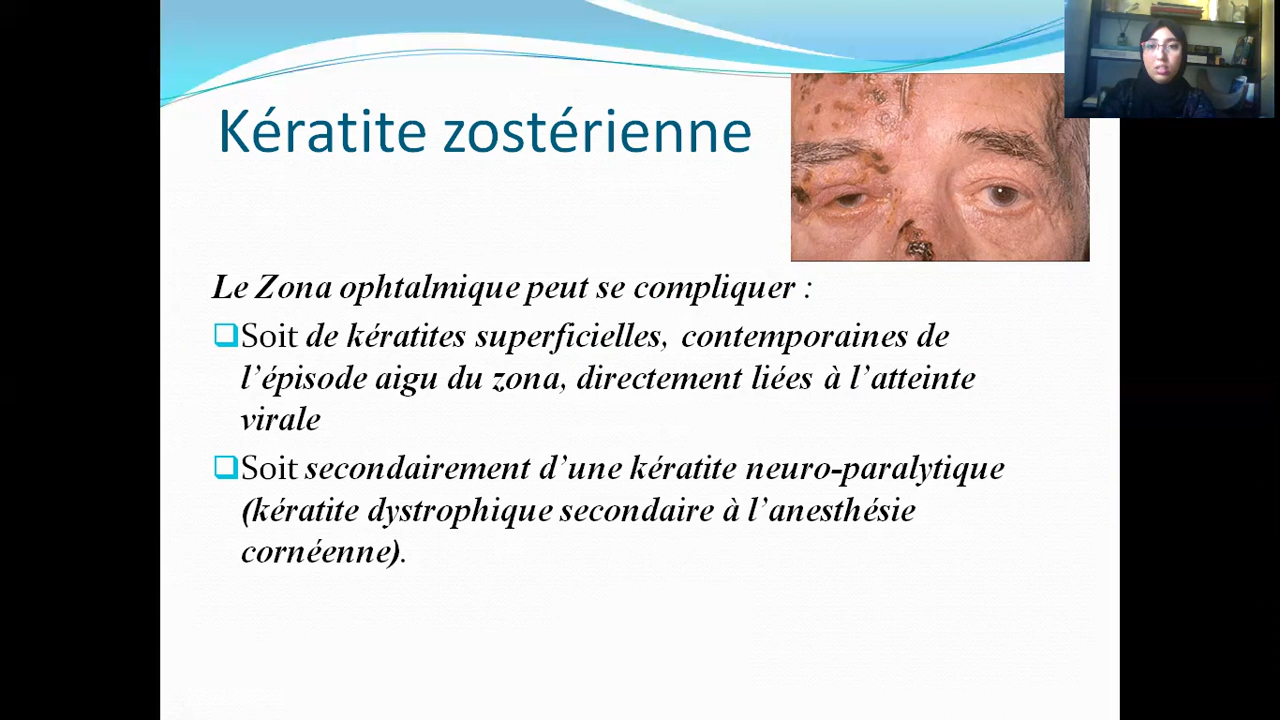 Kératite zostérienne
Le Zona ophtalmique peut se compliquer :
Soit de kératites superficielles, contemporaines de
l’épisode aigu du zona, directement liées à l’atteinte
virale
Soit secondairement d’une kératite neuro-paralytique
(kératite dystrophique secondaire à l’anesthésie
cornéenne).